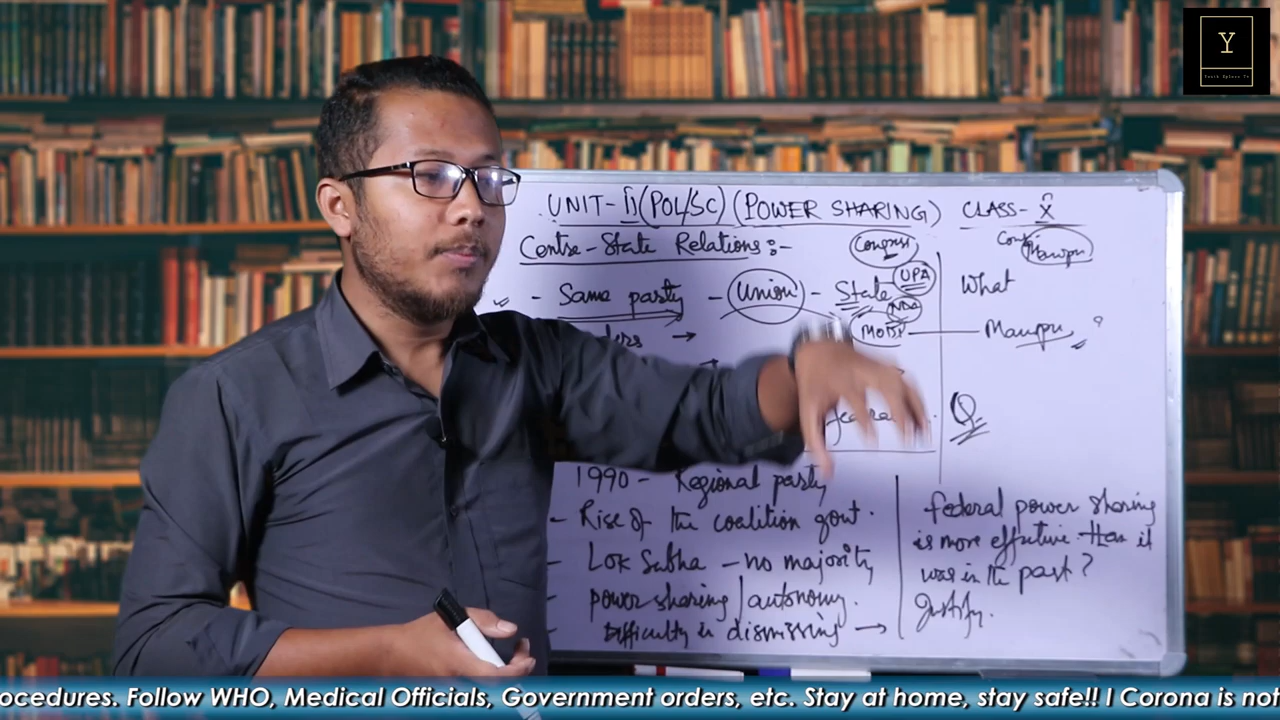 Y
UNIT- II (POL/SC) (POWER SHARING) CLASS- X
Centre-State Relations :-
Congress
Manipur
- Same party - Union - State
UPA
NDA
What
Modi
Manipur ?
Q
1990 - Regional party
- Rise of the coalition govt.
- Lok Sabha - no majority
- power sharing / autonomy.
- Difficulty in dismissing →
federal power sharing
is more effective than it
was in the past?
Justify.
ocedures. Follow WHO, Medical Officials, Government orders, etc. Stay at home, stay safe!! I Corona is not